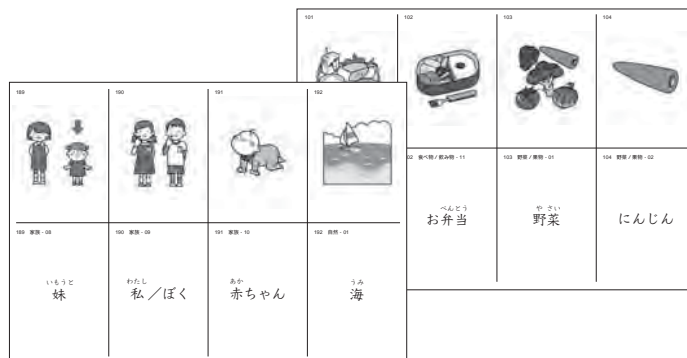 101
102
103
104
02 食べ物/飲み物 - 11
103 野菜/果物 - 01
104 野菜/果物 - 02
べんとう
お弁当
や さい
野菜
にんじん
189
190
191
192
189 家族 - 08
190 家族 - 09
191 家族 - 10
192 自然 - 01
いもうと
妹
わたし
私/ぼく
あか
赤ちゃん
うみ
海